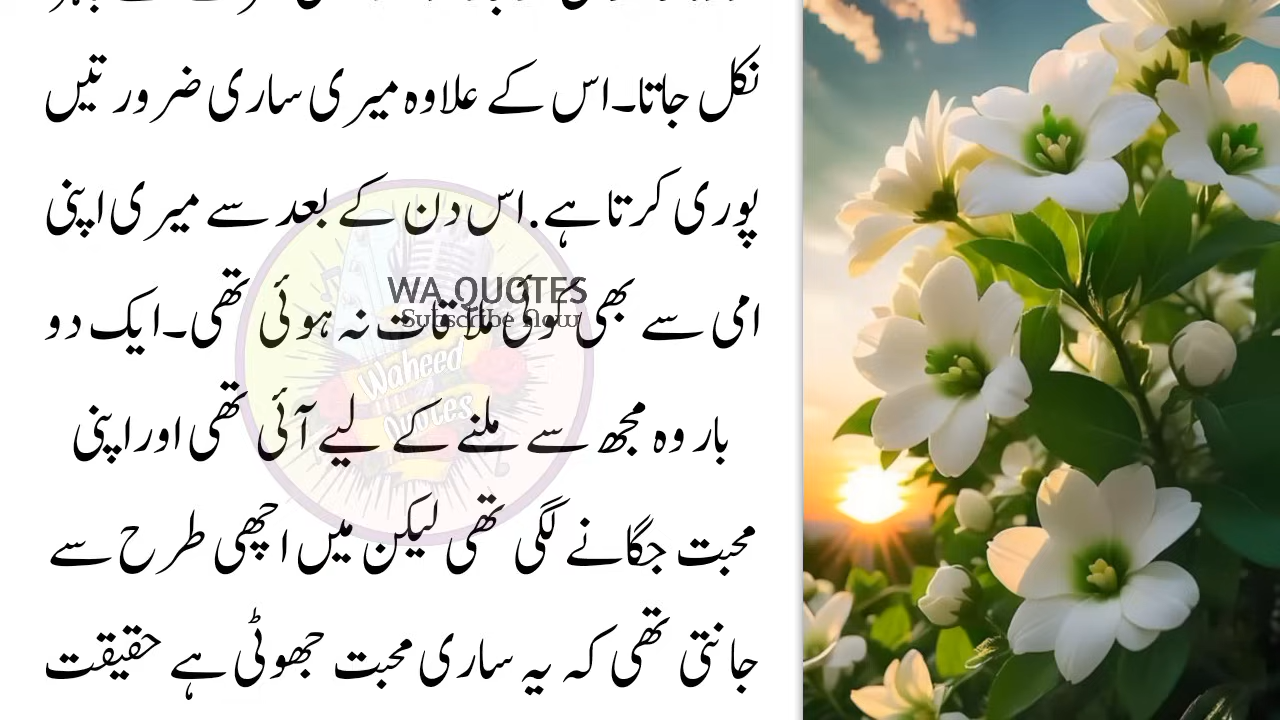 نکل جاتا۔اس کے علاوہ میری ساری ضرورتیں
پوری کرتا ہے.اس دن کے بعد سے میری اپنی
امی سے بھی کوئی ملاقات نہ ہوئی تھی۔ایک دو
بار وہ مجھ سے ملنے کے لیے آئی تھی اور اپنی
محبت جگانے لگی تھی لیکن میں اچھی طرح سے
جانتی تھی کہ یہ ساری محبت جھوٹی ہے حقیقت
WA QUOTES
Subscribe Now
Waheed
Quotes